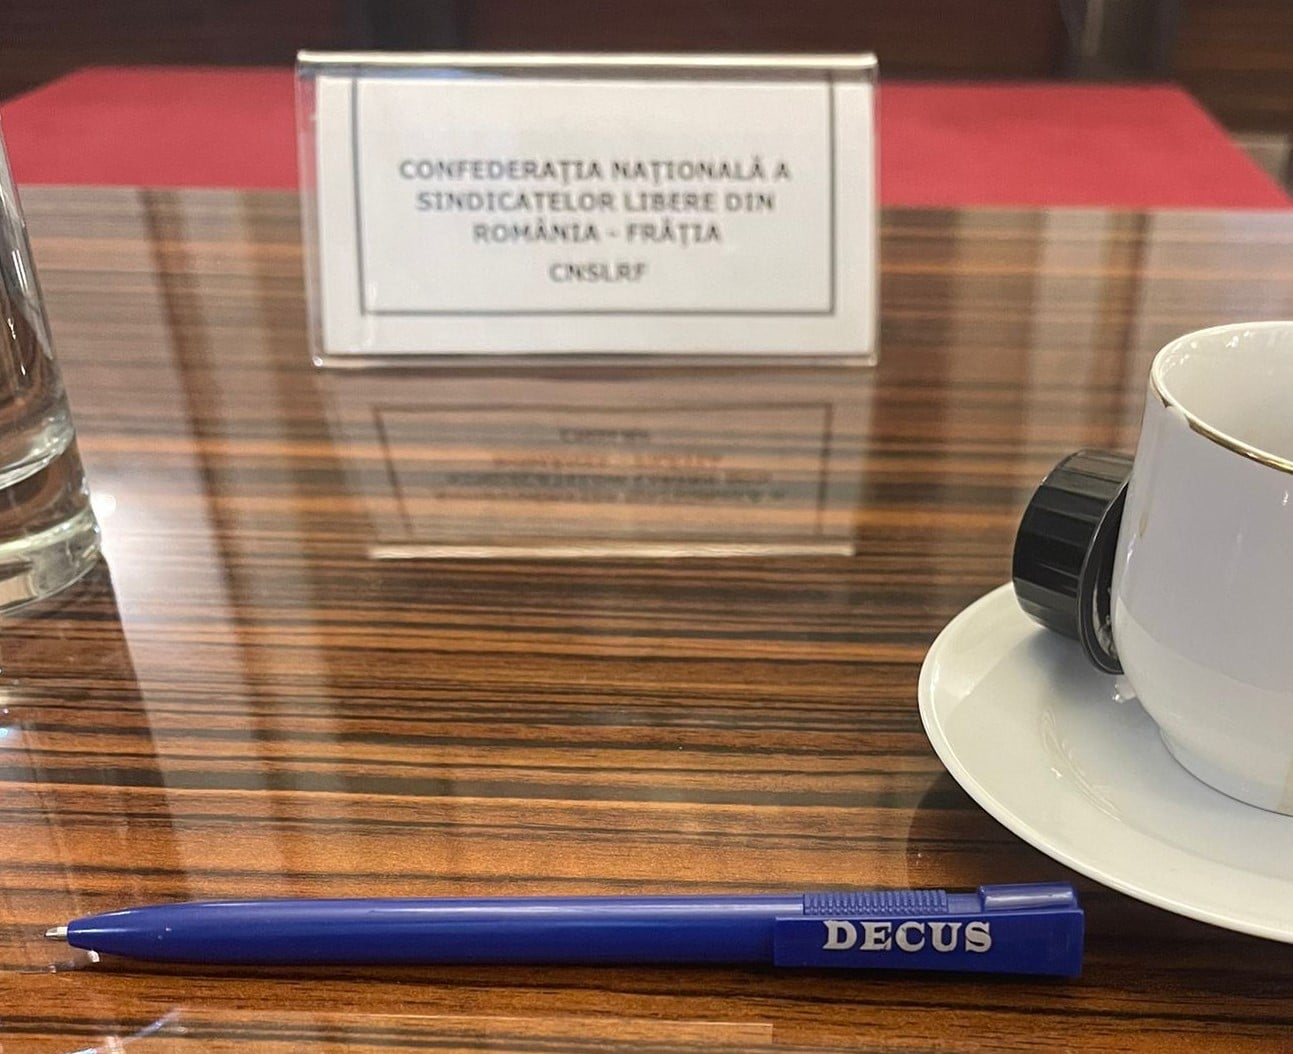 CONFEDERAȚIA NAȚIONALĂ A
SINDICATELOR LIBERE DIN
ROMÂNIA - FRĂȚIA
CNSLRF
DECUS